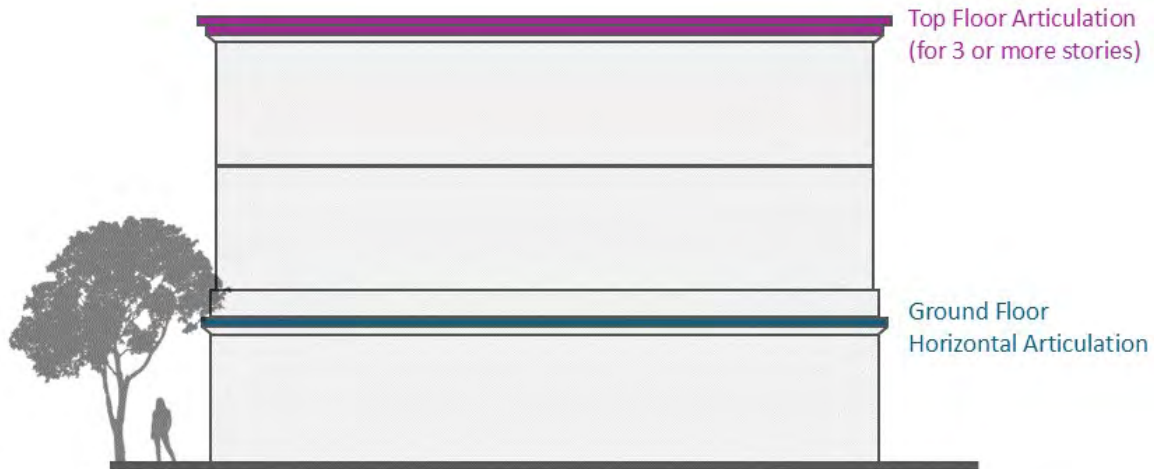 Top Floor Articulation
(for 3 or more stories)
Ground Floor
Horizontal Articulation